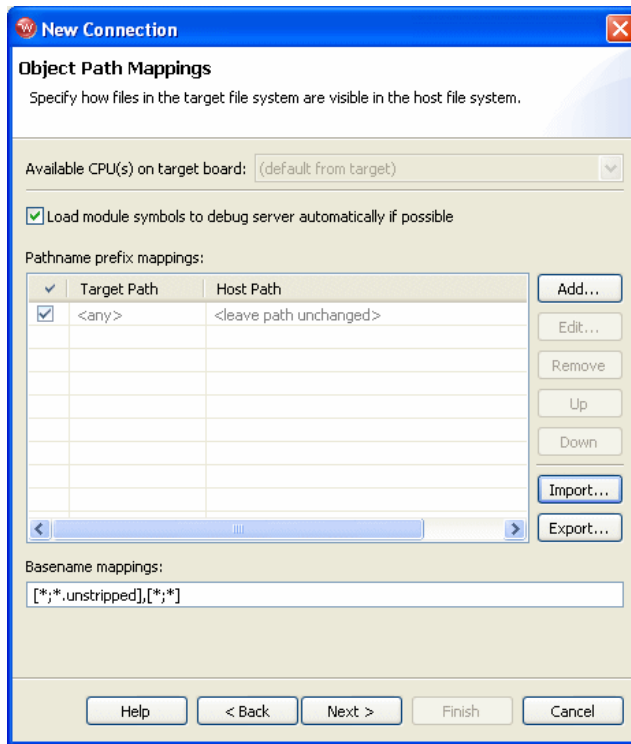 New Connection
Object Path Mappings
Specify how files in the target file system are visible in the host file system.
Available CPU(s) on target board: (default from target)
Load module symbols to debug server automatically if possible
Pathname prefix mappings:
Target Path Host Path Add...
<any> <leave path unchanged> Edit...
Remove
Up
Down
Import...
Export...
Basename mappings:
[*;*.unstripped],[*;*]
Help < Back Next > Finish Cancel